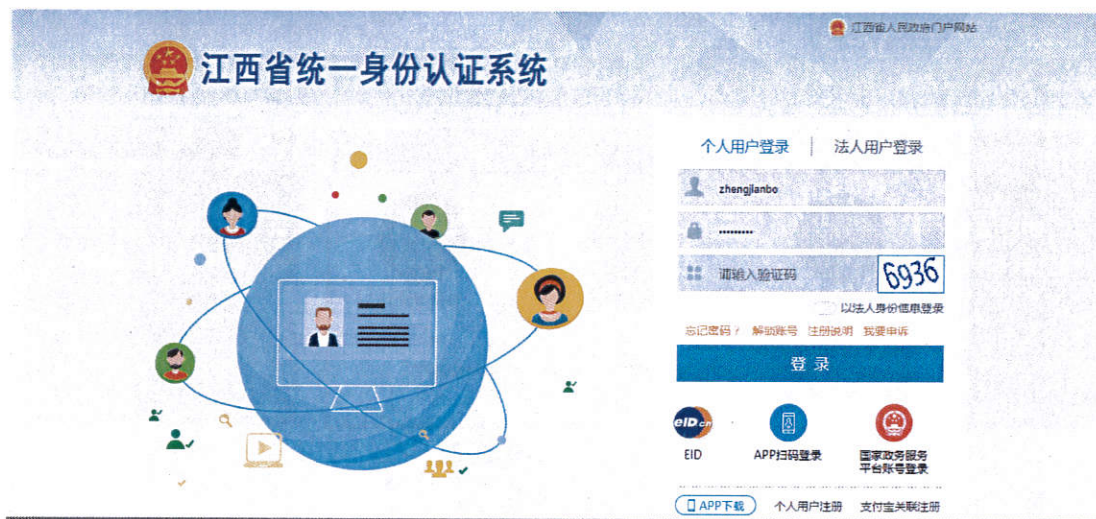 江西省人民政府门户网站
江西省统一身份认证系统
个人用户登录 | 法人用户登录
zhengjianbo
••••••••
请输入验证码 6936
以法人身份信息登录
忘记密码? 解锁账号 注册说明 我要申诉
登录
eID.cn
EID APP扫码登录 国家政务服务
平台账号登录
APP下载 个人用户注册 支付宝关联注册